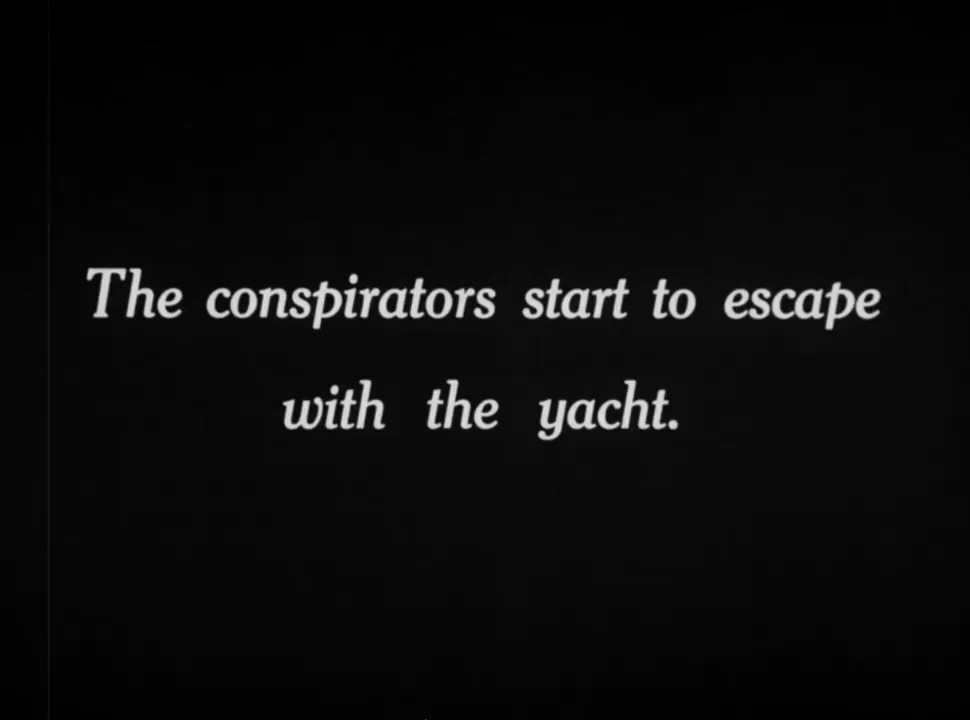 The conspirators start to escape
with the yacht.